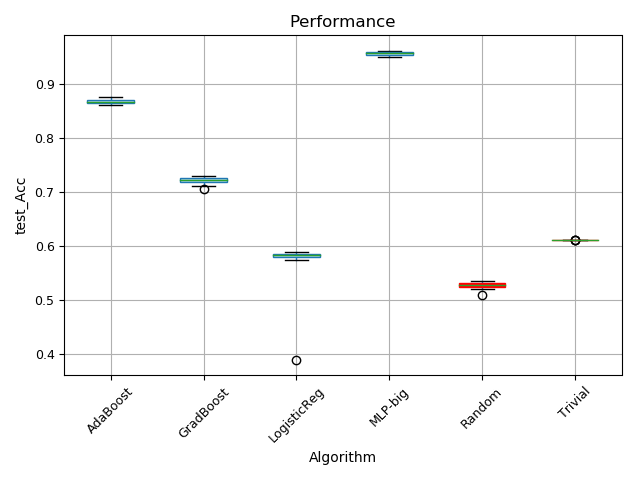 Performance
test_Acc
0.9
0.8
0.7
0.6
0.5
0.4
AdaBoost
GradBoost
LogisticReg
MLP-big
Random
Trivial
Algorithm